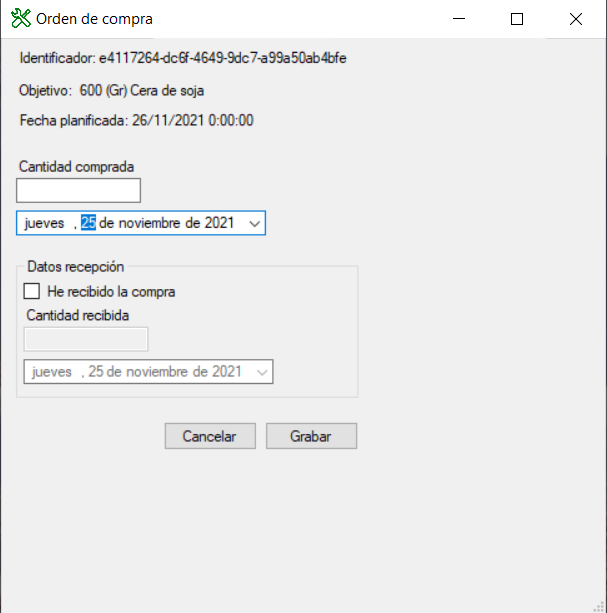 Orden de compra
Identificador: e4117264-dc6f-4649-9dc7-a99a50ab4bfe
Objetivo: 600 (Gr) Cera de soja
Fecha planificada: 26/11/2021 0:00:00
Cantidad comprada
jueves , 25 de noviembre de 2021
Datos recepción
He recibido la compra
Cantidad recibida
jueves , 25 de noviembre de 2021
Cancelar Grabar